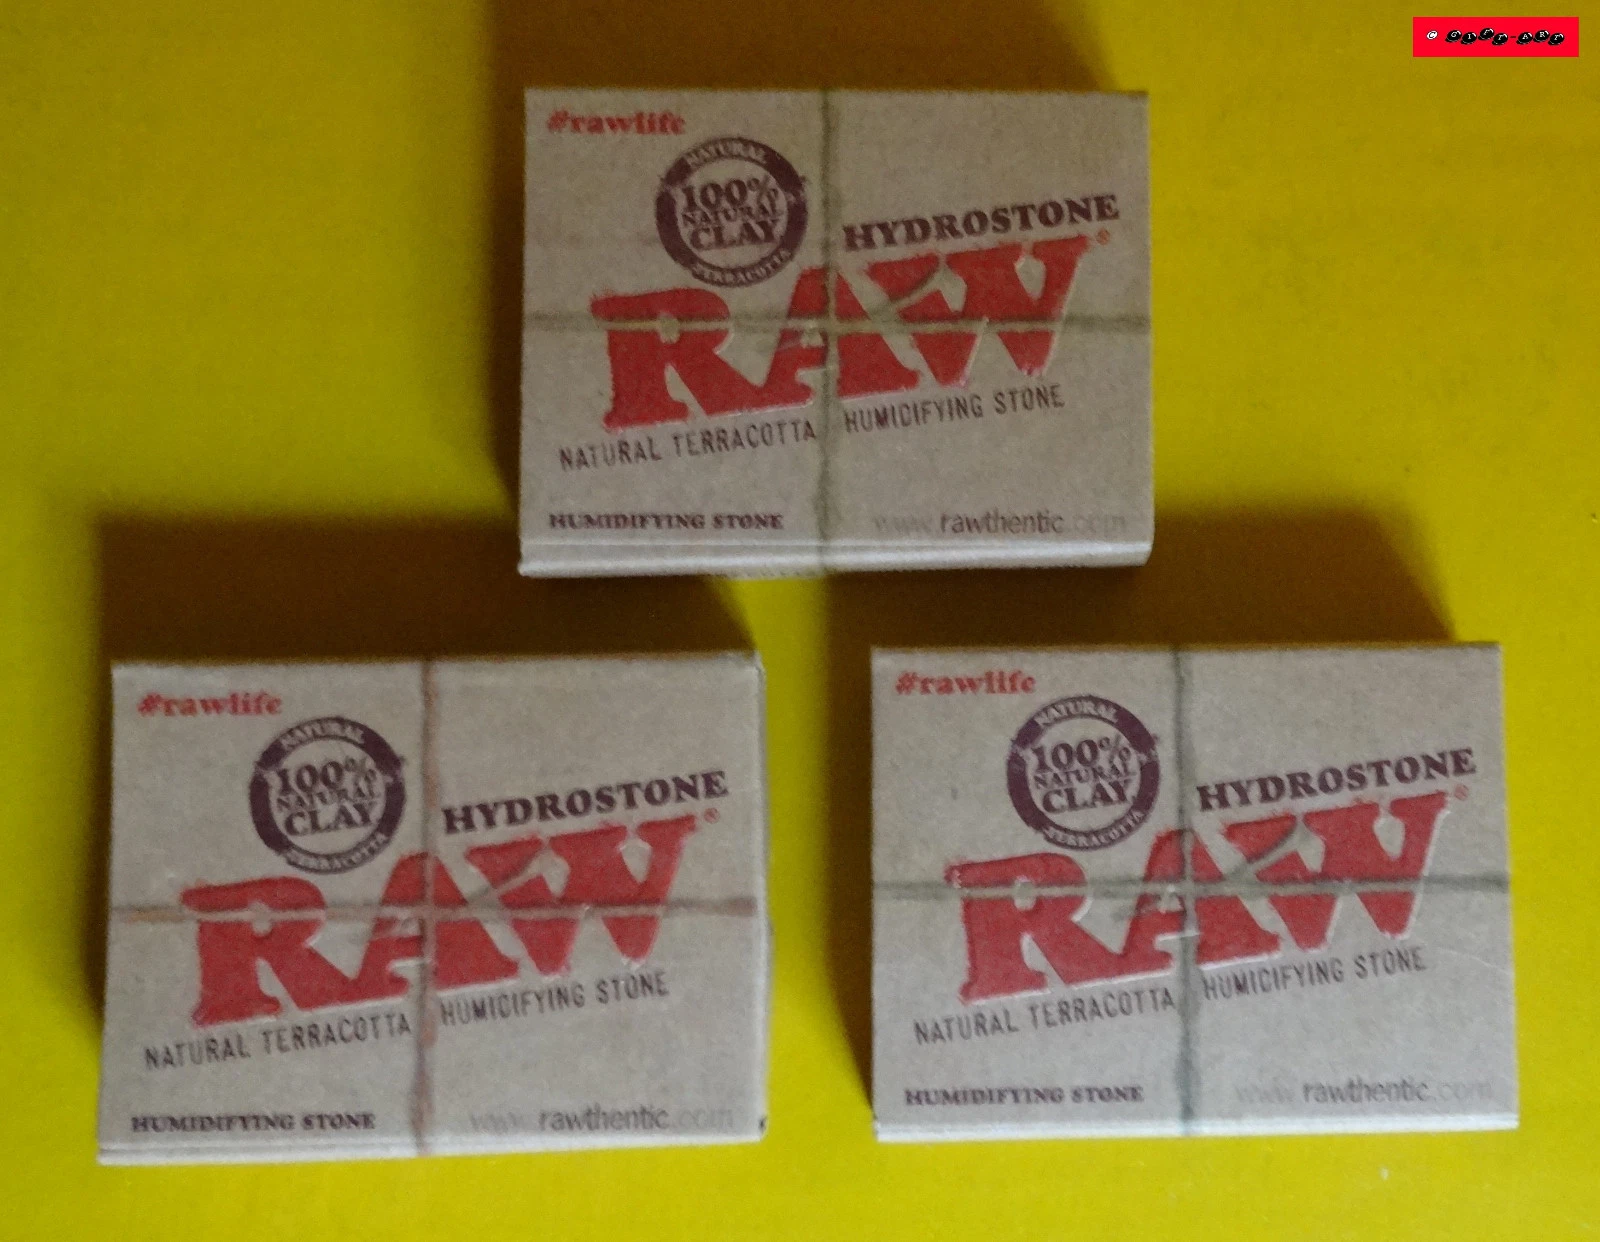 © GIPI-ART
#rawlife
NATURAL
100%
NATURAL
CLAY
TERRACOTTA
HYDROSTONE
RAW®
NATURAL TERRACOTTA HUMICIFYING STONE
HUMIDIFYING STONE www.rawthentic.com
#rawlife
NATURAL
100%
NATURAL
CLAY
TERRACOTTA
HYDROSTONE
RAW®
NATURAL TERRACOTTA HUMICIFYING STONE
HUMIDIFYING STONE www.rawthentic.com
#rawlife
NATURAL
100%
NATURAL
CLAY
TERRACOTTA
HYDROSTONE
RAW®
NATURAL TERRACOTTA HUMICIFYING STONE
HUMIDIFYING STONE www.rawthentic.com